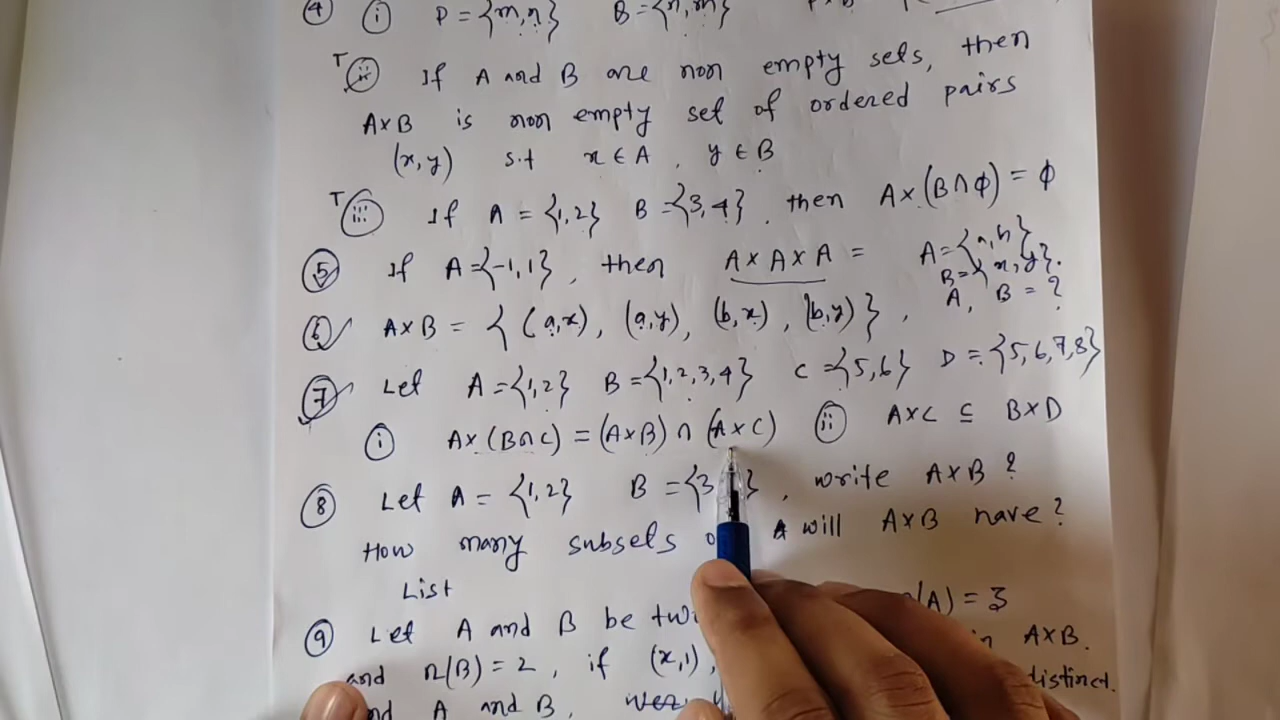 ④ ⓘ P = {m,n} B = {n,m}
T ⓘⓘ If A and B are non empty sets, then
A×B is non empty set of ordered pairs
(x,y) s.t x ∈ A , y ∈ B
T ⓘⓘⓘ If A = {1,2} B = {3,4} , then A×(B∩ϕ) = ϕ
⑤ If A={-1,1} , then A×A×A = A={a,b}
B={x,y}.
⑥ A×B = { (a,x), (a,y), (b,x), (b,y) } , A, B = ?
⑦ Let A={1,2} B={1,2,3,4} C={5,6} D={5,6,7,8}
ⓘ A×(B∩C) = (A×B) ∩ (A×C) ⓘⓘ A×C ⊆ B×D
⑧ Let A = {1,2} B = {3 } , write A×B ?
How many subsets will A×B have?
List
⑨ Let A and B be n(A) = 3
and n(B) = 2 , if (x,1) , in A×B.
A and B , distinct.